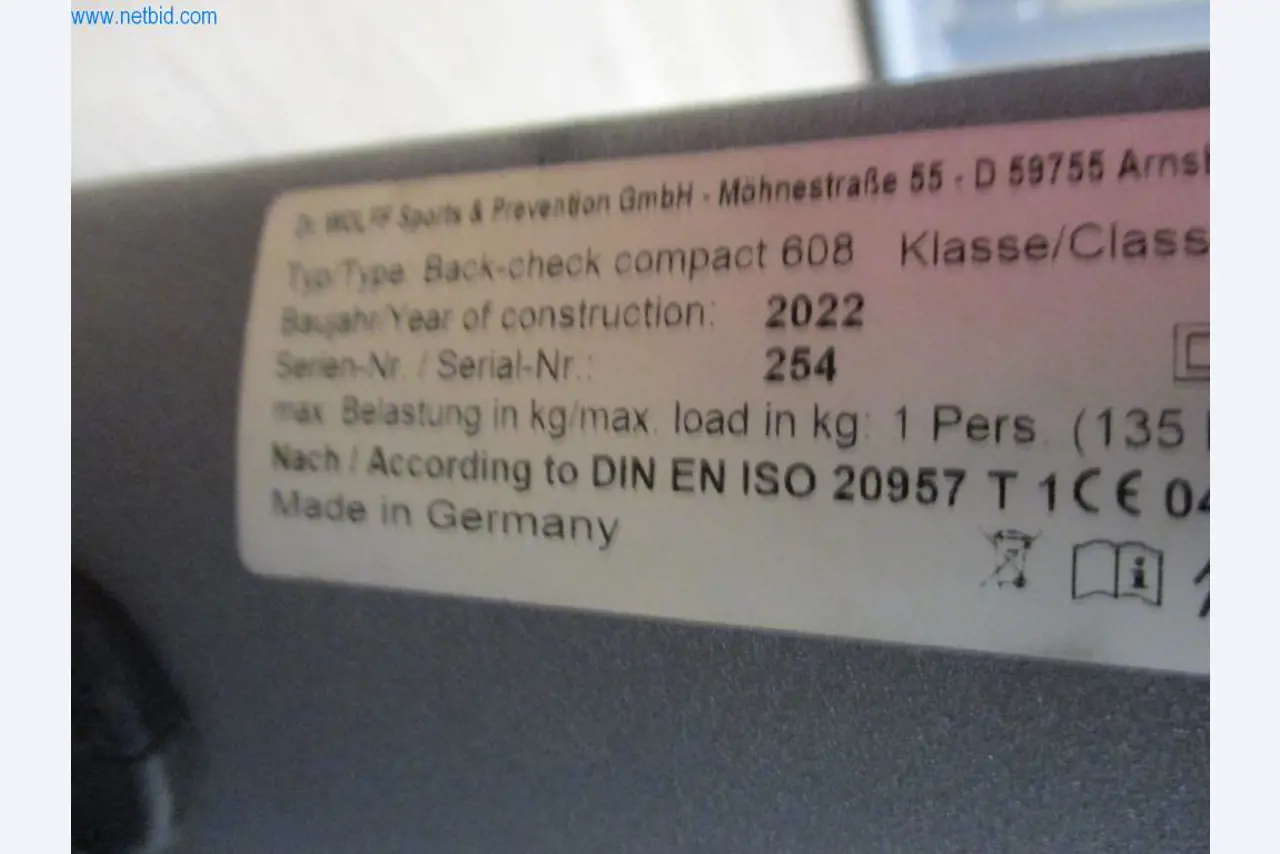 www.netbid.com
Dr. WOLFF Sports & Prevention GmbH - Möhnestraße 55 - D 59755 Arnsb
Typ/Type: Back-check compact 608 Klasse/Class
Baujahr/Year of construction: 2022
Serien-Nr. / Serial-Nr.: 254
max. Belastung in kg/max. load in kg: 1 Pers. (135
Nach / According to DIN EN ISO 20957 T 1 CE 04
Made in Germany